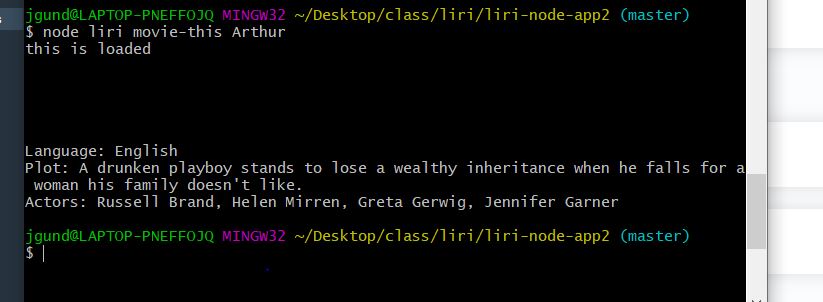 jgund@LAPTOP-PNEFFOJQ MINGW32 ~/Desktop/class/liri/liri-node-app2 (master)
$ node liri movie-this Arthur
this is loaded
Language: English
Plot: A drunken playboy stands to lose a wealthy inheritance when he falls for a
 woman his family doesn't like.
Actors: Russell Brand, Helen Mirren, Greta Gerwig, Jennifer Garner
jgund@LAPTOP-PNEFFOJQ MINGW32 ~/Desktop/class/liri/liri-node-app2 (master)
$